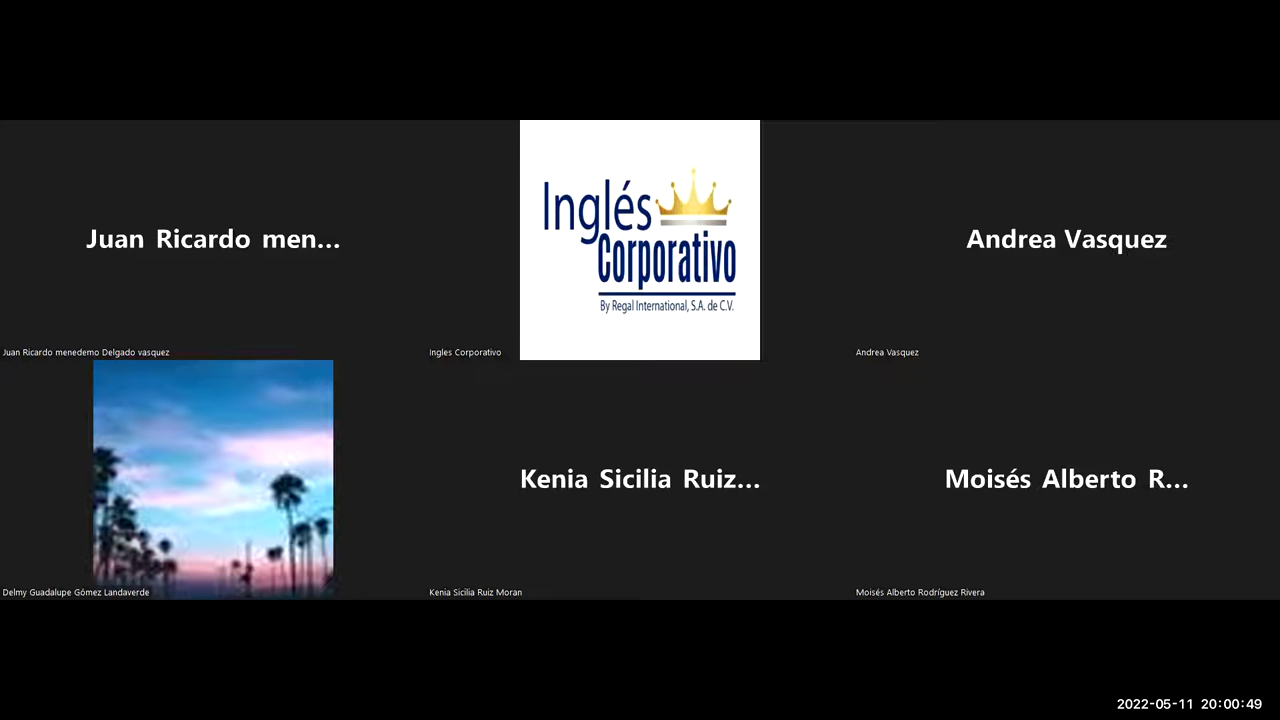 Juan Ricardo men...
Juan Ricardo menedemo Delgado vasquez
Inglés
Corporativo
By Regal International, S.A. de C.V.
Ingles Corporativo
Andrea Vasquez
Andrea Vasquez
Delmy Guadalupe Gómez Landaverde
Kenia Sicilia Ruiz...
Kenia Sicilia Ruiz Moran
Moisés Alberto R...
Moisés Alberto Rodríguez Rivera
2022-05-11 20:00:49